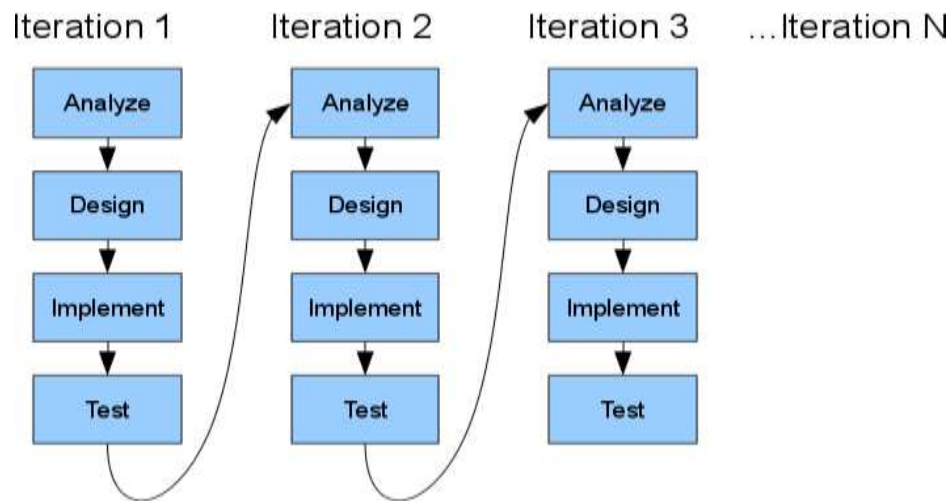 Iteration 1
Iteration 2
Iteration 3
...Iteration N
Analyze
Analyze
Analyze
Design
Design
Design
Implement
Implement
Implement
Test
Test
Test